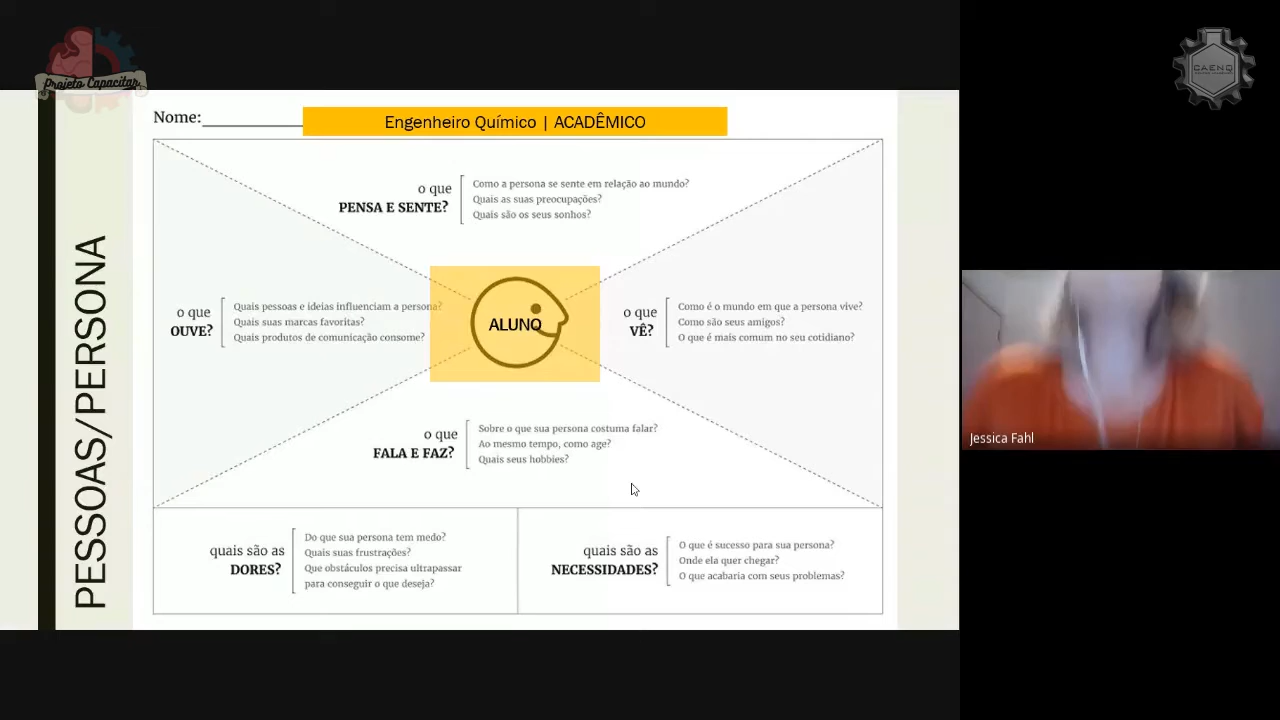 Projeto Capacitar
CAENQ
Nome:
Engenheiro Químico | ACADÊMICO
PESSOAS/PERSONA
o que
PENSA E SENTE?
Como a persona se sente em relação ao mundo?
Quais as suas preocupações?
Quais são os seus sonhos?
o que
OUVE?
Quais pessoas e ideias influenciam a persona?
Quais suas marcas favoritas?
Quais produtos de comunicação consome?
ALUNO
o que
VÊ?
Como é o mundo em que a persona vive?
Como são seus amigos?
O que é mais comum no seu cotidiano?
o que
FALA E FAZ?
Sobre o que sua persona costuma falar?
Ao mesmo tempo, como age?
Quais seus hobbies?
quais são as
DORES?
Do que sua persona tem medo?
Quais suas frustrações?
Que obstáculos precisa ultrapassar
para conseguir o que deseja?
quais são as
NECESSIDADES?
O que é sucesso para sua persona?
Onde ela quer chegar?
O que acabaria com seus problemas?
Jessica Fahl